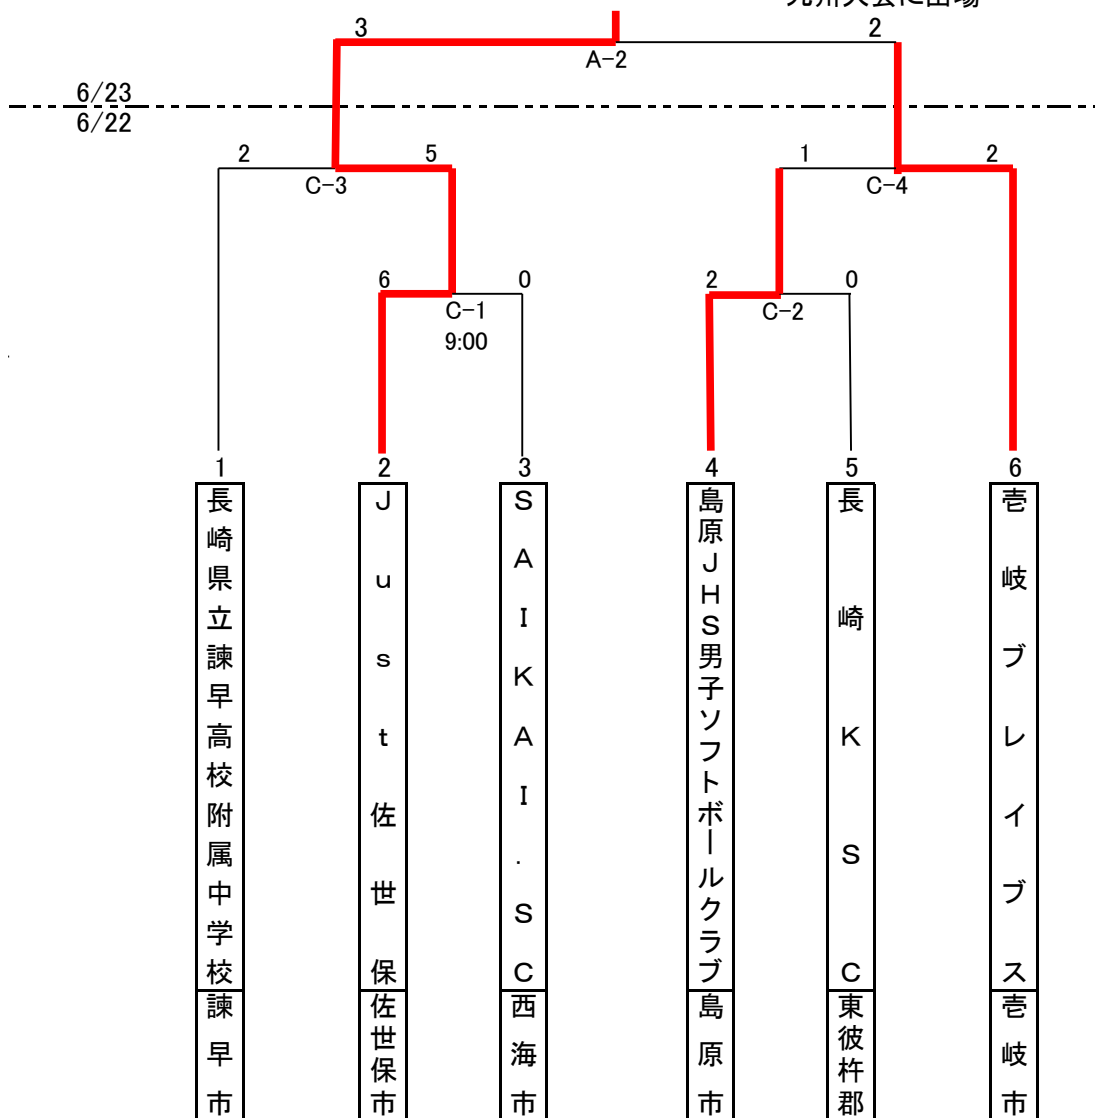 3
2
A-2
6/23
6/22
2
5
1
2
C-3
C-4
6
0
2
0
C-1
C-2
9:00
1
2
3
4
5
6
長崎県立諫早高校附属中学校
諫早市
Just佐世保
佐世保市
SAIKAI.SC
西海市
島原JHS男子ソフトボールクラブ
島原市
長崎KSC
東彼杵郡
壱岐ブレイブス
壱岐市